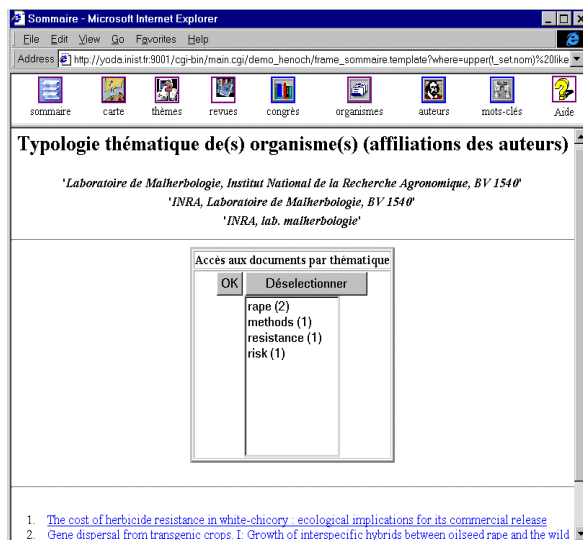 Sommaire - Microsoft Internet Explorer
File Edit View Go Favorites Help
Address http://yoda.inist.fr:9001/cgi-bin/main.cgi/demo_henoch/frame_sommaire.template?where=upper(t_set.nom)%20like
sommaire carte thèmes revues congrès organismes auteurs mots-clés Aide
Typologie thématique de(s) organisme(s) (affiliations des auteurs)
'Laboratoire de Malherbologie, Institut National de la Recherche Agronomique, BV 1540'
'INRA, Laboratoire de Malherbologie, BV 1540'
'INRA, lab. malherbologie'
Accès aux documents par thématique
OK Déselectionner
rape (2)
methods (1)
resistance (1)
risk (1)
1. The cost of herbicide resistance in white-chicory : ecological implications for its commercial release
2. Gene dispersal from transgenic crops. I: Growth of interspecific hybrids between oilseed rape and the wild